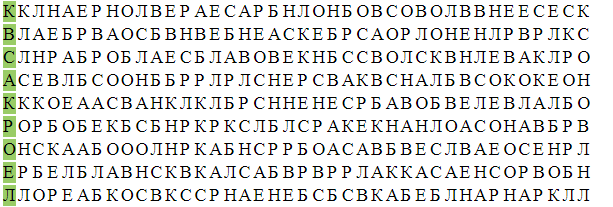 К К Л Н А Е Р Н О Л В Е Р А Е С А Р Б Н Л О Н Б О В С О В О Л В В Н Е Е С Е С К
В Л А Е Б Р В А О С Б В Н В Е Б Н Е А С К Е Б Р С А О Р Л О Н Е Н Л Р В Р Л К С
С Л Н Р А Б Р О Б Л А Е С Б Л А В О В Е К Н Б С С В О Л С К В Н Л Е В А К Л Р О
А С Е В Л Б С О О Н Б Б Р Р Л Р Л С Н Е Р С В А К В С Н А Л Б В С О К О К Е О Н
К К К О Е А А С В А Н К Л К Л Б Р С Н Н Е Н Е С Р Б А В О Б В Е Л Е В Л А Л Б О
Р О Р Б О Б Е К Б С Б Н Р К Р К С Л Б Л С Р А К Е К Н А Н Л О А С О Н А В Б Р В
О Н С К А А Б О О О Л Н Р К А Б Н С Р Р Б О А С А В Б В Е С Л В А Е О С Е Н Р Л
Е Р Б Е Л Б Л А В Н С К В К А Л С А Б В Р В Р Р Л А К К А С А Е Н С О Р В О Б Н
Л Л О Р Е А Б К О С В К С С Р Н А Е Н Е Б С Б С В К А Б Е Б Л Н А Р Н А Р К Л Л